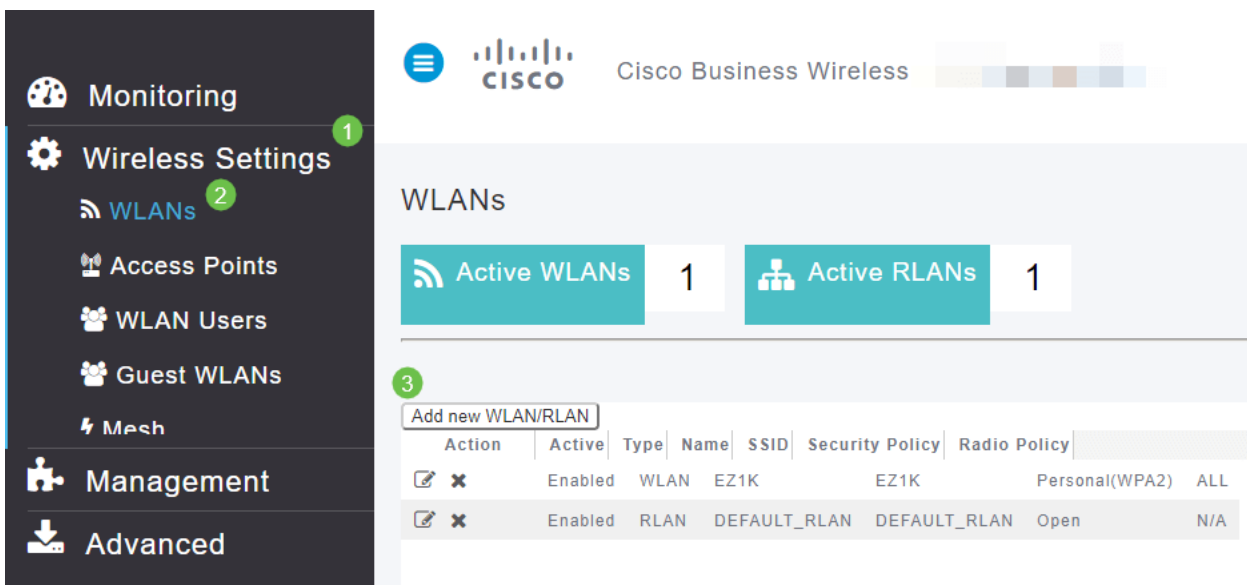 Monitoring
Wireless Settings
1
WLANs
2
Access Points
WLAN Users
Guest WLANs
Mesh
Management
Advanced
CISCO
Cisco Business Wireless
WLANs
Active WLANs 1
Active RLANs 1
3
Add new WLAN/RLAN
Action Active Type Name SSID Security Policy Radio Policy
Enabled WLAN EZ1K EZ1K Personal(WPA2) ALL
Enabled RLAN DEFAULT_RLAN DEFAULT_RLAN Open N/A